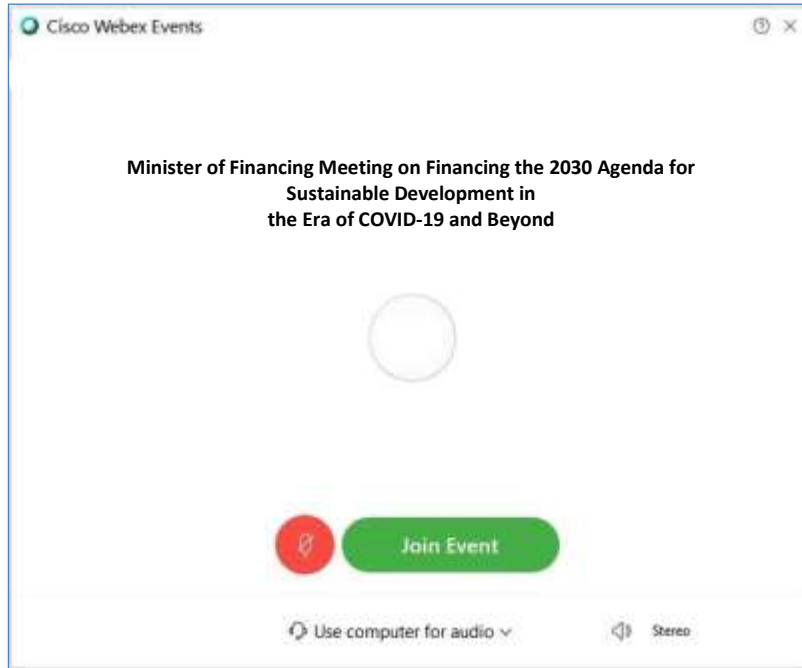 Cisco Webex Events
Minister of Financing Meeting on Financing the 2030 Agenda for
Sustainable Development in
the Era of COVID-19 and Beyond
Join Event
Use computer for audio
Stereo